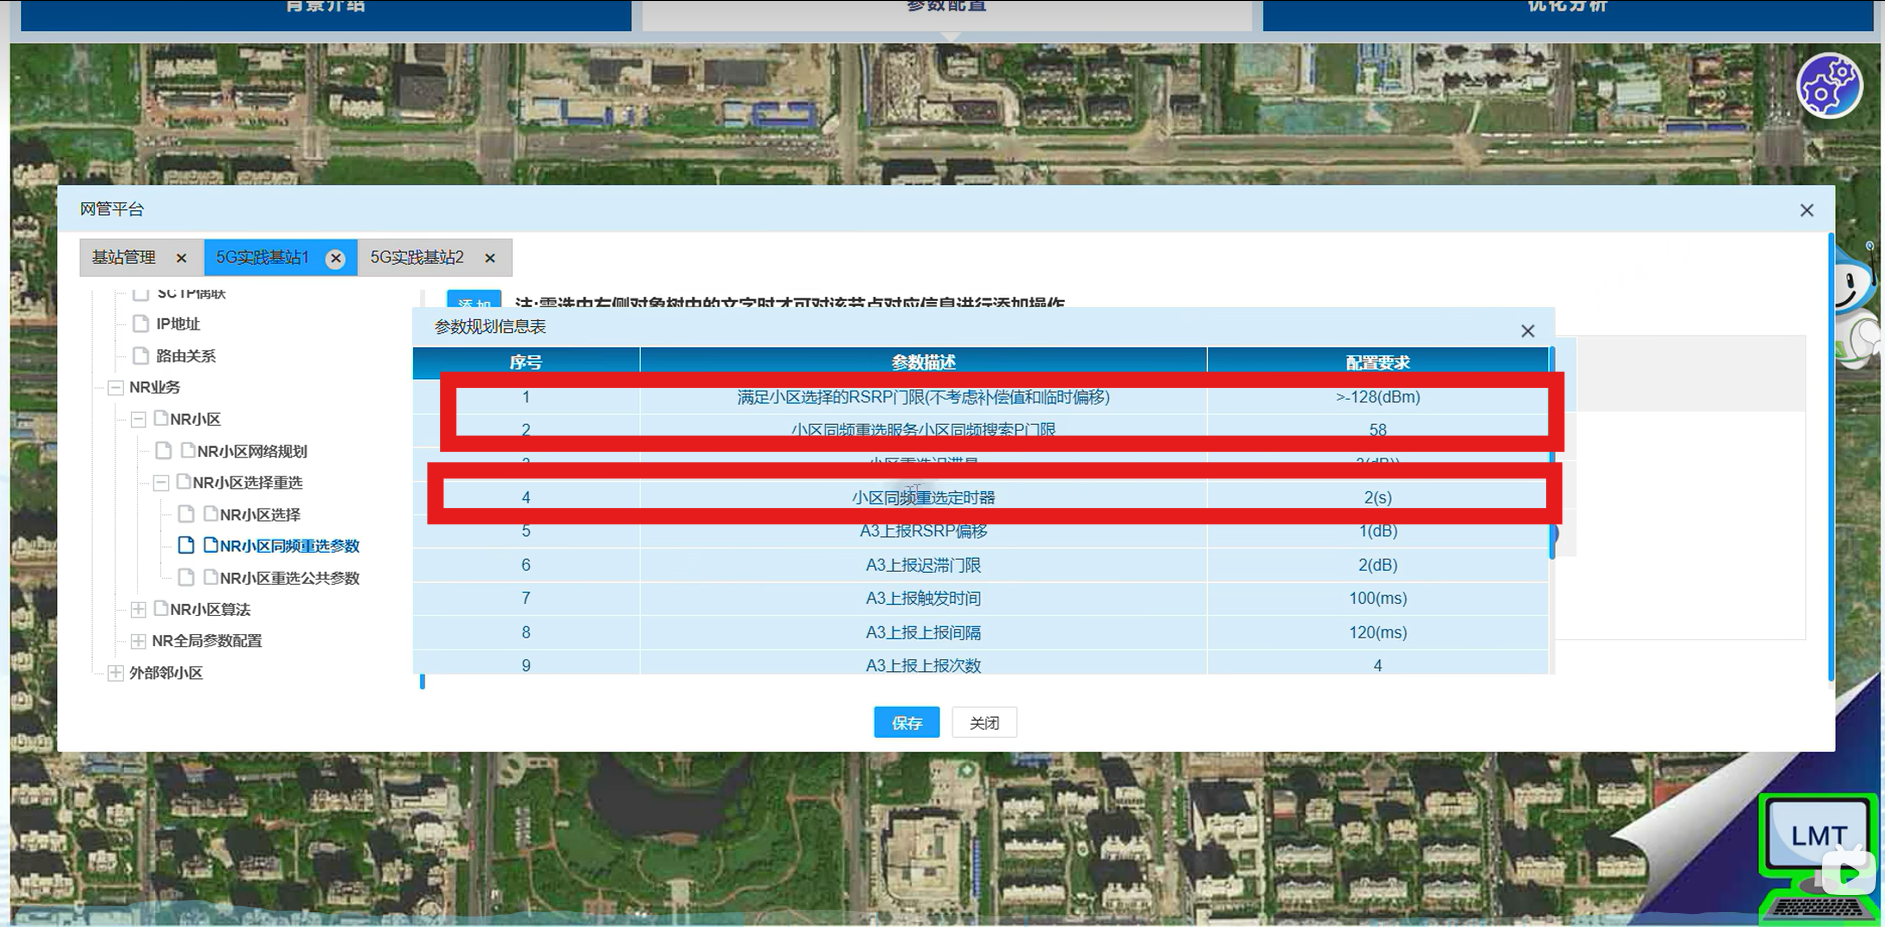 背景介绍
参数配置
优化分析
网管平台
基站管理
5G实践基站1
5G实践基站2
SCTP偶联
IP地址
路由关系
NR业务
NR小区
NR小区网络规划
NR小区选择重选
NR小区选择
NR小区同频重选参数
NR小区重选公共参数
NR小区算法
NR全局参数配置
外部邻小区
添加 注:需选中左侧对象树中的文字时才可对该节点对应信息进行添加操作
参数规划信息表
序号 参数描述 配置要求
1 满足小区选择的RSRP门限(不考虑补偿值和临时偏移) >-128(dBm)
2 小区同频重选服务小区同频搜索P门限 58
4 小区同频重选定时器 2(s)
5 A3上报RSRP偏移 1(dB)
6 A3上报迟滞门限 2(dB)
7 A3上报触发时间 100(ms)
8 A3上报上报间隔 120(ms)
9 A3上报上报次数 4
保存 关闭
LMT